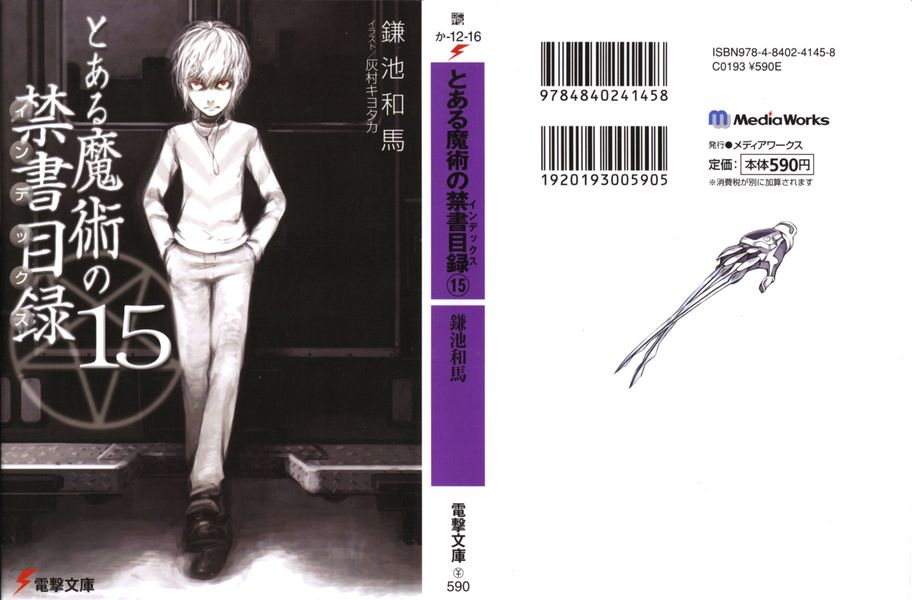 鎌池和馬
イラスト/灰村キヨタカ
とある魔術の
禁書目録
インデックス
15
電撃文庫
か-12-16
とある魔術の禁書目録⑮
インデックス
鎌池和馬
電撃文庫
¥
590
9784840241458
1920193005905
ISBN978-4-8402-4145-8
C0193 ¥590E
MediaWorks
発行●メディアワークス
定価：本体590円
※消費税が別に加算されます